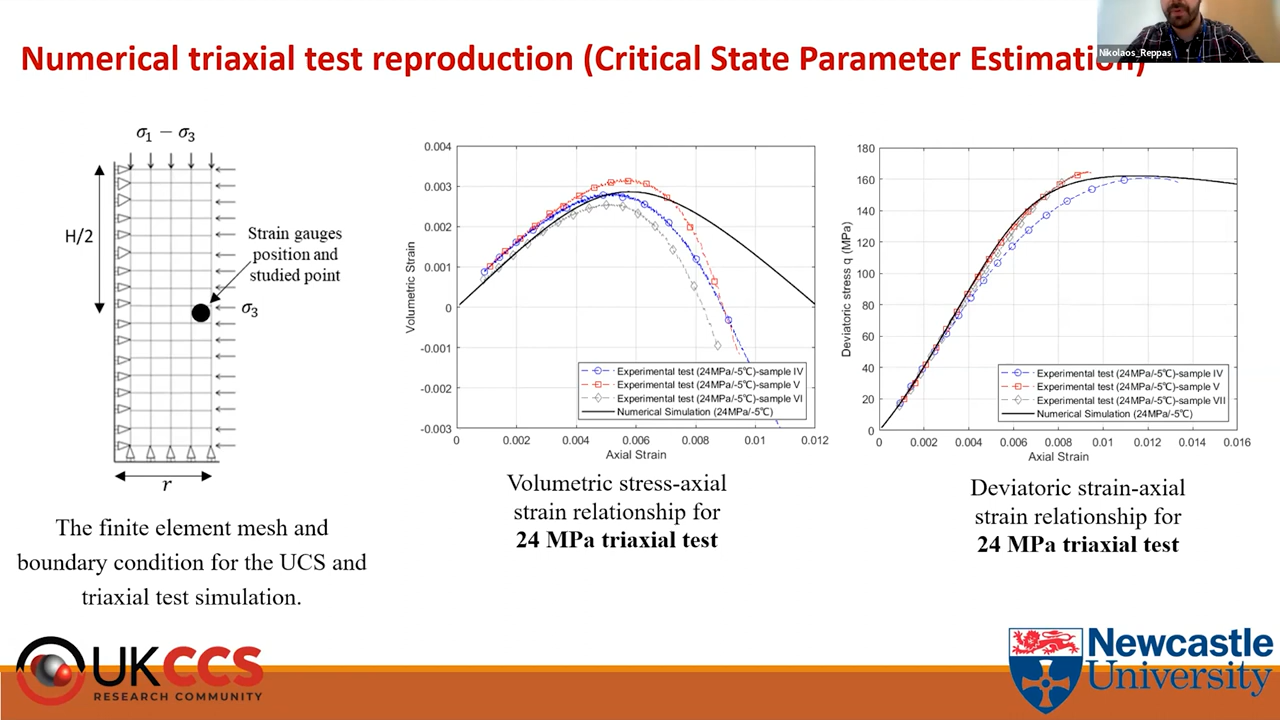 Nikolaos_Reppas
Numerical triaxial test reproduction (Critical State Parameter Estimation)
σ1 − σ3
H/2
Strain gauges
position and
studied point
σ3
r
The finite element mesh and
boundary condition for the UCS and
triaxial test simulation.
0.004
0.003
0.002
0.001
0
-0.001
-0.002
-0.003
Volumetric Strain
Experimental test (24MPa/-5℃)-sample IV
Experimental test (24MPa/-5℃)-sample V
Experimental test (24MPa/-5℃)-sample VI
Numerical Simulation (24MPa/-5℃)
0 0.002 0.004 0.006 0.008 0.01 0.012
Axial Strain
Volumetric stress-axial
strain relationship for
24 MPa triaxial test
180
160
140
120
100
80
60
40
20
0
Deviatoric stress q (MPa)
Experimental test (24MPa/-5℃)-sample IV
Experimental test (24MPa/-5℃)-sample V
Experimental test (24MPa/-5℃)-sample VII
Numerical Simulation (24MPa/-5℃)
0 0.002 0.004 0.006 0.008 0.01 0.012 0.014 0.016
Axial Strain
Deviatoric strain-axial
strain relationship for
24 MPa triaxial test
UKCCS
RESEARCH COMMUNITY
Newcastle
University